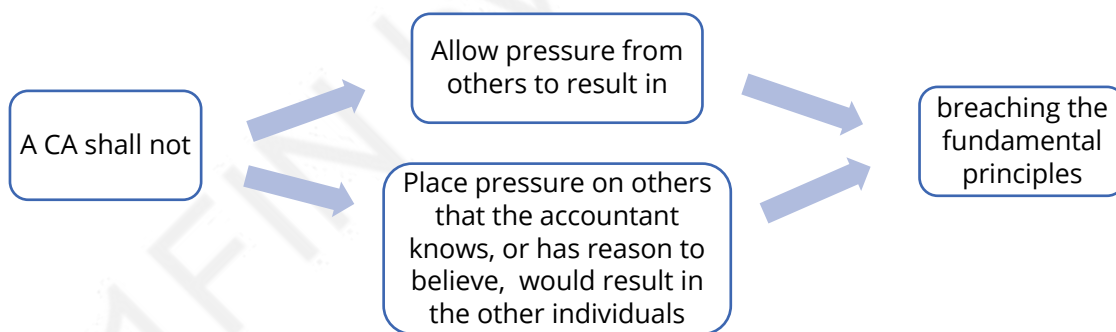 A CA shall not
Allow pressure from
others to result in
Place pressure on others
that the accountant
knows, or has reason to
believe,  would result in
the other individuals
breaching the
fundamental
principles